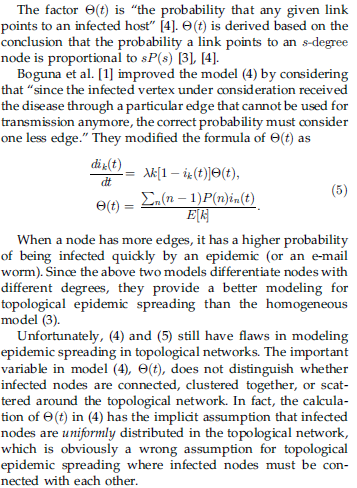 The factor Θ(t) is “the probability that any given link
points to an infected host” [4]. Θ(t) is derived based on the
conclusion that the probability a link points to an s-degree
node is proportional to sP(s) [3], [4].
Boguna et al. [1] improved the model (4) by considering
that “since the infected vertex under consideration received
the disease through a particular edge that cannot be used for
transmission anymore, the correct probability must consider
one less edge.” They modified the formula of Θ(t) as
di_k(t)/dt = λk[1 − i_k(t)]Θ(t),
Θ(t) = ∑_n(n − 1)P(n)i_n(t)/E[k].
(5)
When a node has more edges, it has a higher probability
of being infected quickly by an epidemic (or an e-mail
worm). Since the above two models differentiate nodes with
different degrees, they provide a better modeling for
topological epidemic spreading than the homogeneous
model (3).
Unfortunately, (4) and (5) still have flaws in modeling
epidemic spreading in topological networks. The important
variable in model (4), Θ(t), does not distinguish whether
infected nodes are connected, clustered together, or scat-
tered around the topological network. In fact, the calcula-
tion of Θ(t) in (4) has the implicit assumption that infected
nodes are uniformly distributed in the topological network,
which is obviously a wrong assumption for topological
epidemic spreading where infected nodes must be con-
nected with each other.